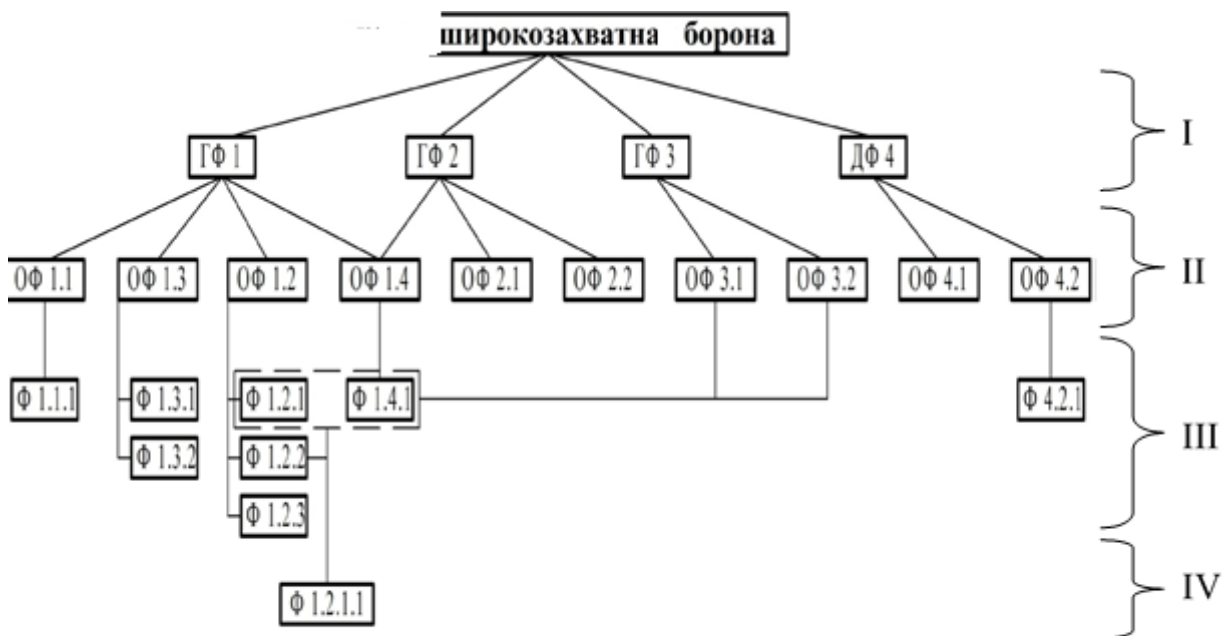 широкозахватна борона
I
ГФ 1 ГФ 2 ГФ 3 ДФ 4
ОФ 1.1 ОФ 1.3 ОФ 1.2 ОФ 1.4 ОФ 2.1 ОФ 2.2 ОФ 3.1 ОФ 3.2 ОФ 4.1 ОФ 4.2
II
Ф 1.1.1 Ф 1.3.1 Ф 1.2.1 Ф 1.4.1 Ф 4.2.1
III
Ф 1.3.2 Ф 1.2.2
Ф 1.2.3
IV
Ф 1.2.1.1